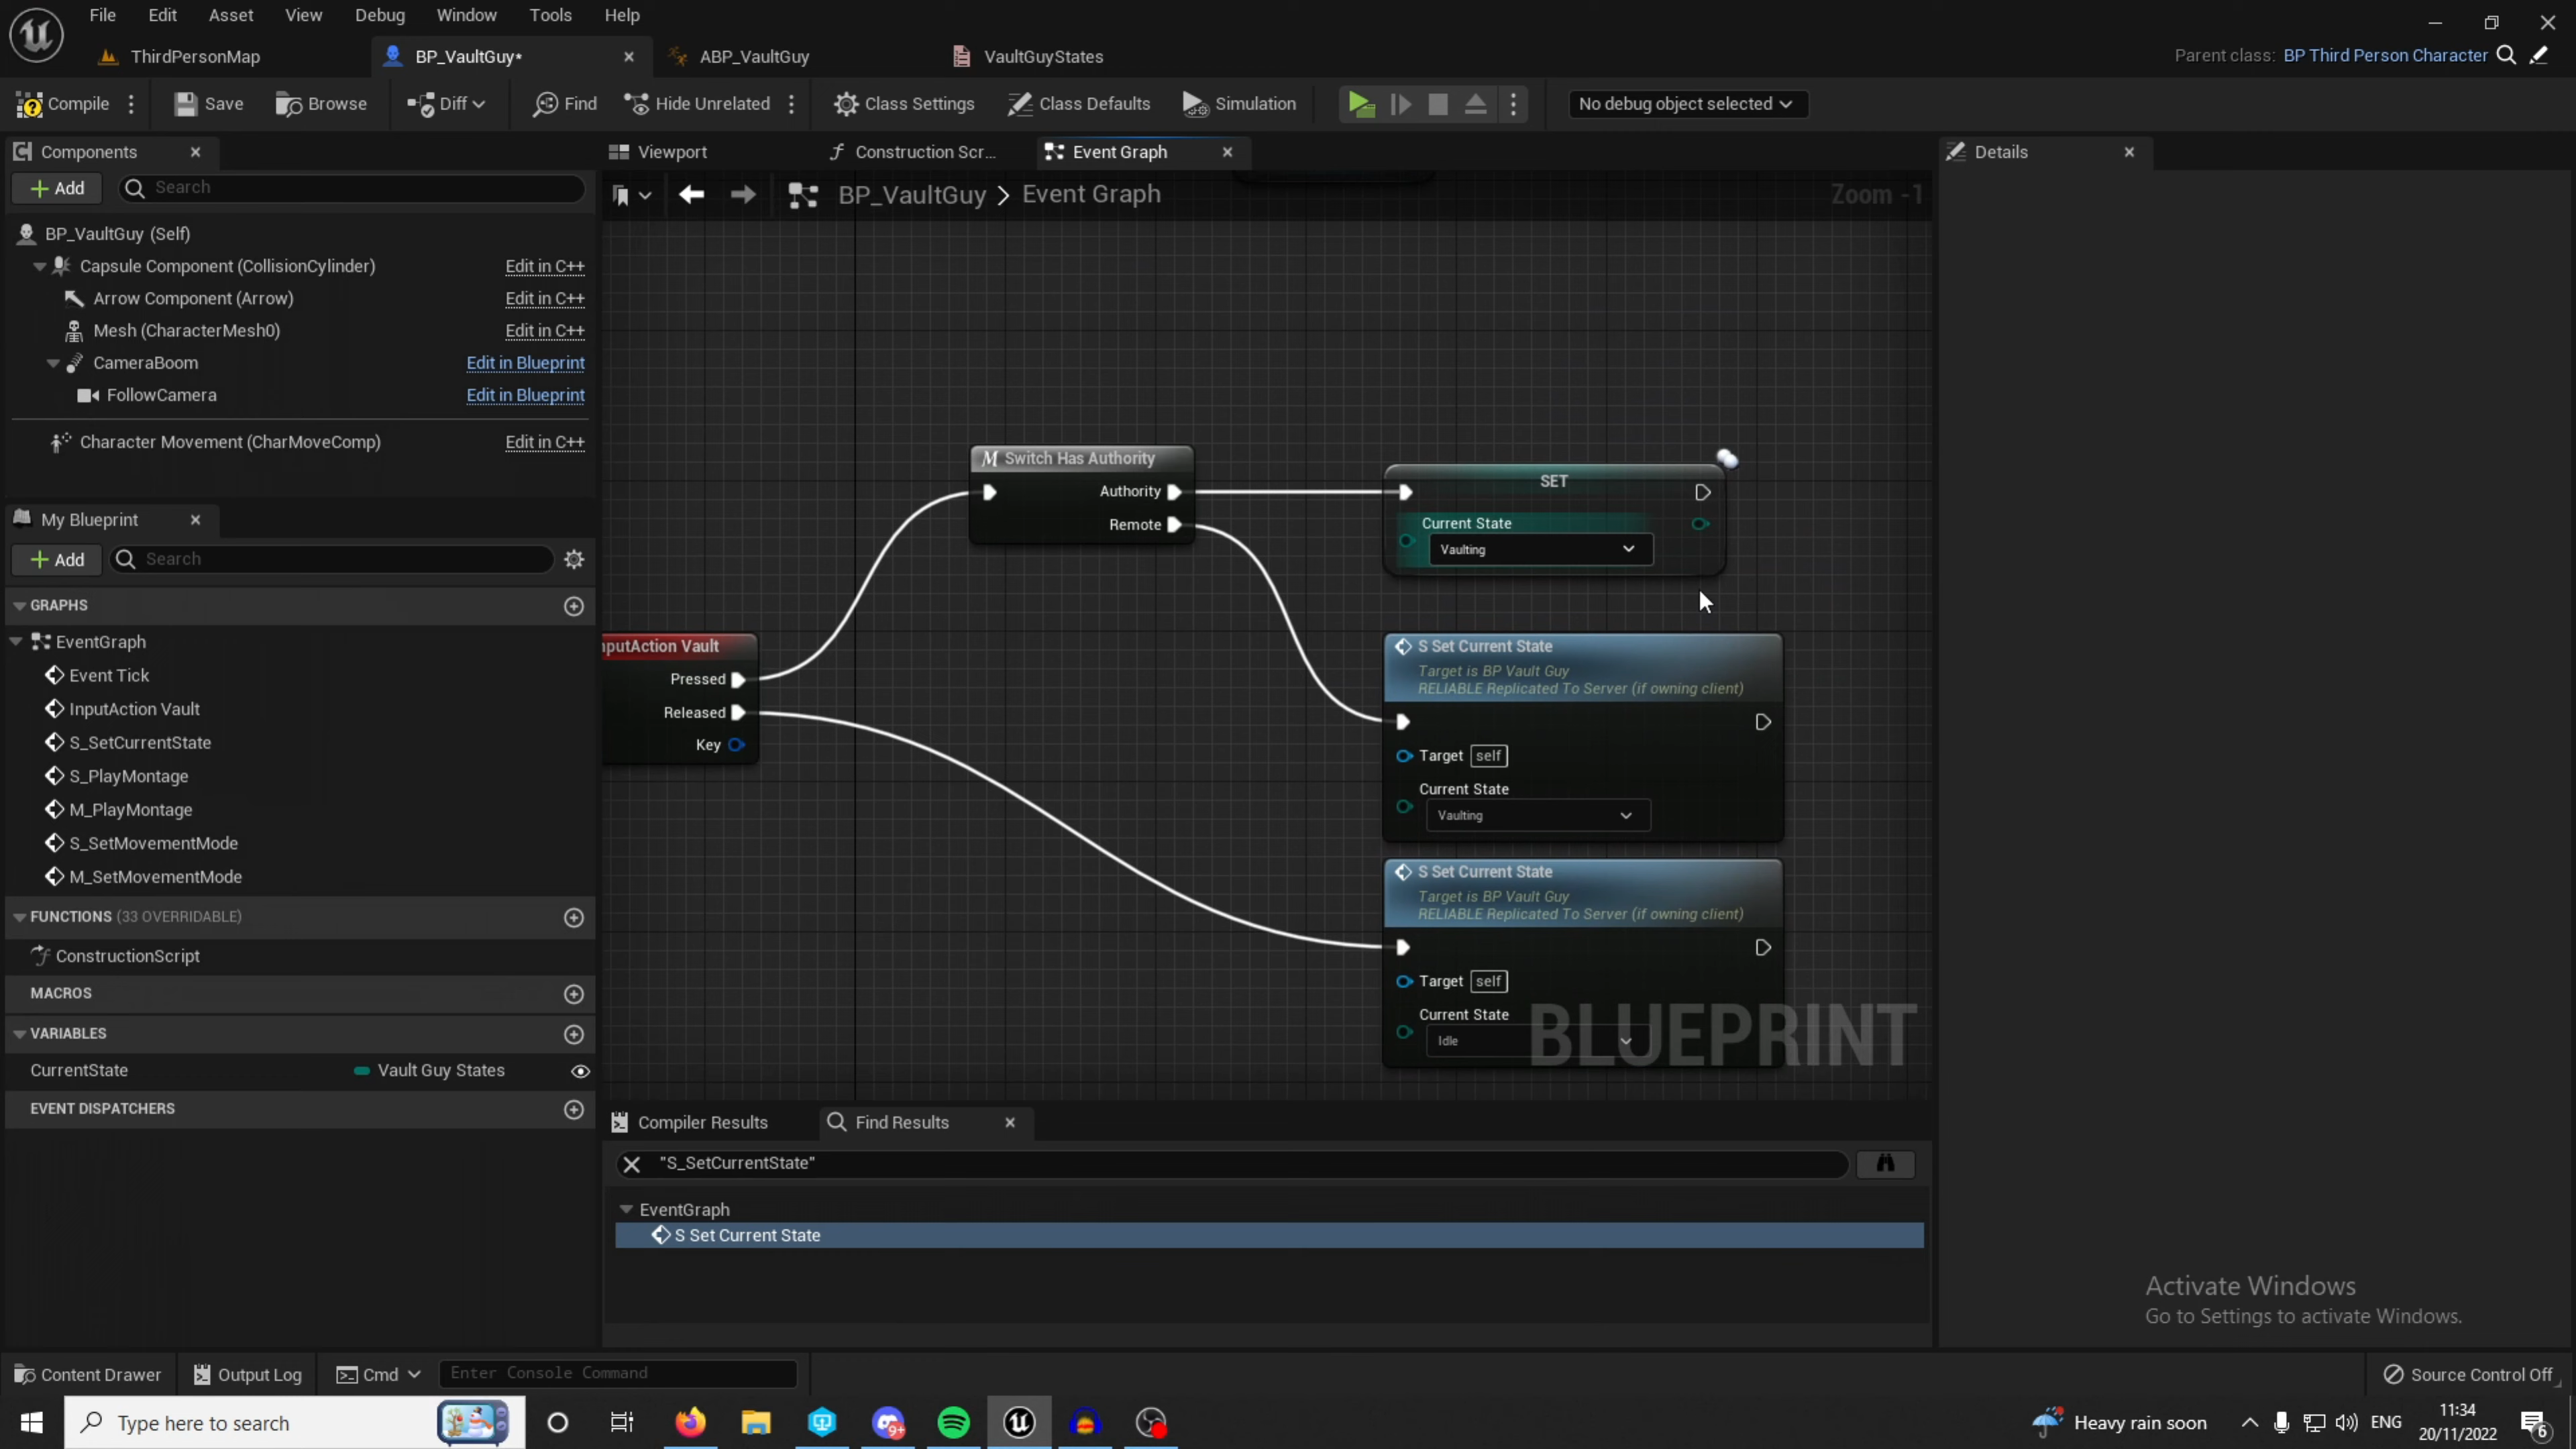 File Edit Asset View Debug Window Tools Help
ThirdPersonMap BP_VaultGuy* ABP_VaultGuy VaultGuyStates
Parent class: BP Third Person Character
Compile Save Browse Diff Find Hide Unrelated Class Settings Class Defaults Simulation No debug object selected
Components
Add Search
BP_VaultGuy (Self)
Capsule Component (CollisionCylinder) Edit in C++
Arrow Component (Arrow) Edit in C++
Mesh (CharacterMesh0) Edit in C++
CameraBoom Edit in Blueprint
FollowCamera Edit in Blueprint
Character Movement (CharMoveComp) Edit in C++
My Blueprint
Add Search
GRAPHS
EventGraph
Event Tick
InputAction Vault
S_SetCurrentState
S_PlayMontage
M_PlayMontage
S_SetMovementMode
M_SetMovementMode
FUNCTIONS (33 OVERRIDABLE)
ConstructionScript
MACROS
VARIABLES
CurrentState Vault Guy States
EVENT DISPATCHERS
Viewport Construction Scr... Event Graph
BP_VaultGuy > Event Graph
Zoom -1
Switch Has Authority
Authority
Remote
SET
Current State
Vaulting
nputAction Vault
Pressed
Released
Key
S Set Current State
Target is BP Vault Guy
RELIABLE Replicated To Server (if owning client)
Target self
Current State
Vaulting
S Set Current State
Target is BP Vault Guy
RELIABLE Replicated To Server (if owning client)
Target self
Current State
Idle
BLUEPRINT
Compiler Results Find Results
"S_SetCurrentState"
EventGraph
S Set Current State
Details
Activate Windows
Go to Settings to activate Windows.
Content Drawer Output Log Cmd Enter Console Command Source Control Off
Type here to search
9+
Heavy rain soon
ENG
11:34
20/11/2022
6